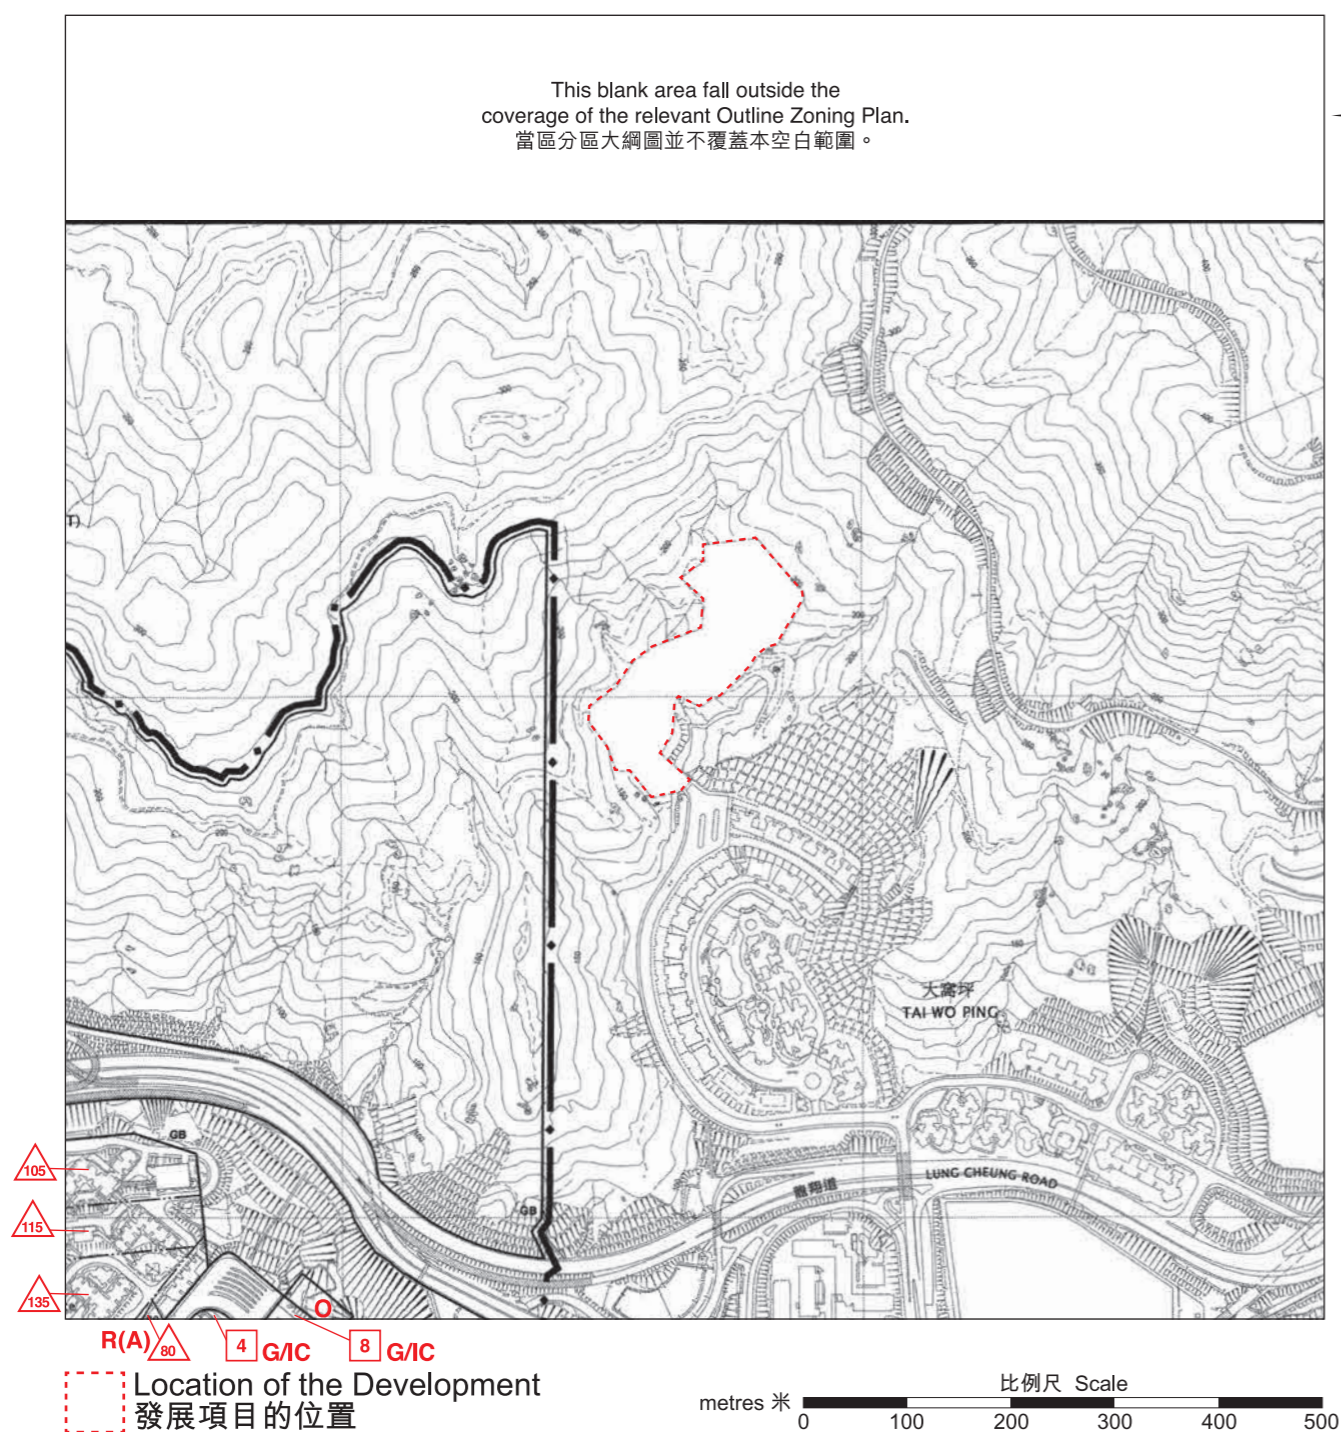 This blank area fall outside the
coverage of the relevant Outline Zoning Plan.
當區分區大綱圖並不覆蓋本空白範圍。
T)
大窩坪
TAI WO PING
GB
105
LUNG CHEUNG ROAD
龍翔道
GB
115
135
O
R(A)
80
4
G/IC
8
G/IC
Location of the Development
發展項目的位置
比例尺 Scale
metres 米
0 100 200 300 400 500